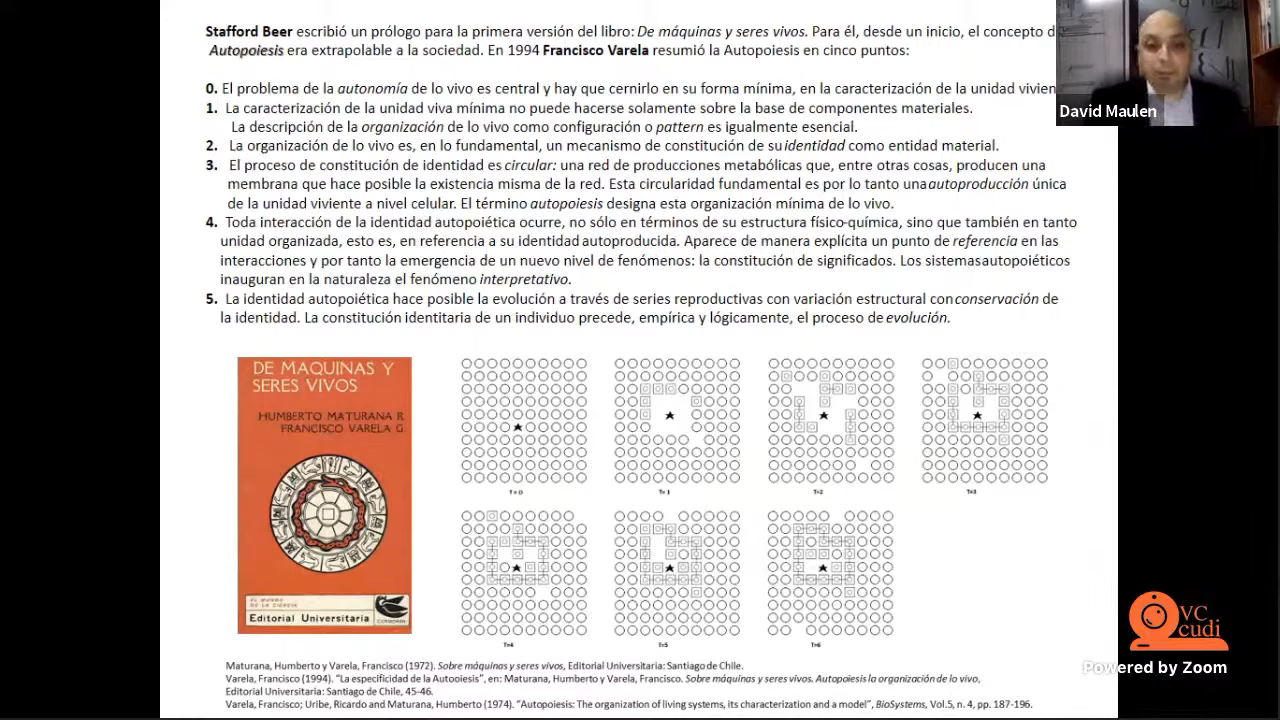 Stafford Beer escribió un prólogo para la primera versión del libro: De máquinas y seres vivos. Para él, desde un inicio, el concepto d
Autopoiesis era extrapolable a la sociedad. En 1994 Francisco Varela resumió la Autopoiesis en cinco puntos:
0. El problema de la autonomía de lo vivo es central y hay que cernirlo en su forma mínima, en la caracterización de la unidad vivien
1. La caracterización de la unidad viva mínima no puede hacerse solamente sobre la base de componentes materiales.
La descripción de la organización de lo vivo como configuración o pattern es igualmente esencial.
2. La organización de lo vivo es, en lo fundamental, un mecanismo de constitución de su identidad como entidad material.
3. El proceso de constitución de identidad es circular: una red de producciones metabólicas que, entre otras cosas, producen una
membrana que hace posible la existencia misma de la red. Esta circularidad fundamental es por lo tanto una autoproducción única
de la unidad viviente a nivel celular. El término autopoiesis designa esta organización mínima de lo vivo.
4. Toda interacción de la identidad autopoiética ocurre, no sólo en términos de su estructura físico-química, sino que también en tanto
unidad organizada, esto es, en referencia a su identidad autoproducida. Aparece de manera explícita un punto de referencia en las
interacciones y por tanto la emergencia de un nuevo nivel de fenómenos: la constitución de significados. Los sistemas autopoiéticos
inauguran en la naturaleza el fenómeno interpretativo.
5. La identidad autopoiética hace posible la evolución a través de series reproductivas con variación estructural con conservación de
la identidad. La constitución identitaria de un individuo precede, empírica y lógicamente, el proceso de evolución.
David Maulen
DE MAQUINAS Y
SERES VIVOS
HUMBERTO MATURANA R
FRANCISCO VARELA G
EL MUNDO
DE LA CIENCIA
Editorial Universitaria
CORMORAN
T=0
T=1
T=2
T=3
T=4
T=5
T=6
Maturana, Humberto y Varela, Francisco (1972). Sobre máquinas y seres vivos, Editorial Universitaria: Santiago de Chile.
Varela, Francisco (1994). "La especificidad de la Autooiesis", en: Maturana, Humberto y Varela, Francisco. Sobre máquinas y seres vivos. Autopoiesis la organización de lo vivo,
Editorial Universitaria: Santiago de Chile, 45-46.
Varela, Francisco; Uribe, Ricardo and Maturana, Humberto (1974). "Autopoiesis: The organization of living systems, its characterization and a model", BioSystems, Vol.5, n. 4, pp. 187-196.
VC
cudi
Powered by Zoom